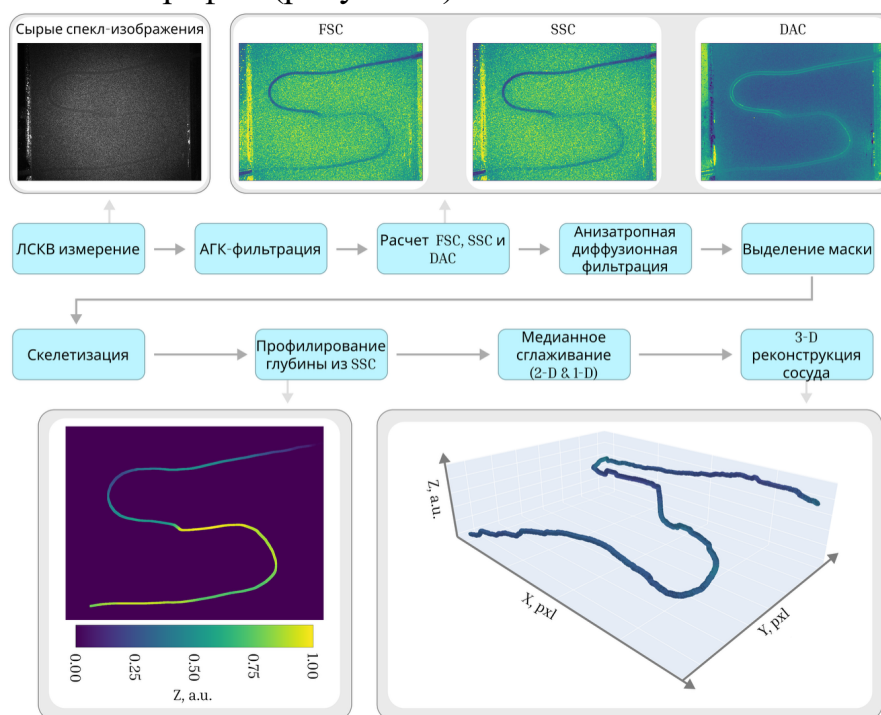 Сырые спекл-изображения
FSC
SSC
DAC
ЛСКВ измерение
АГК-фильтрация
Расчет FSC, SSC и
DAC
Анизатропная
диффузионная
фильтрация
Выделение маски
Скелетизация
Профилирование
глубины из SSC
Медианное
сглаживание
(2-D & 1-D)
3-D
реконструкция
сосуда
0.00
0.25
0.50
0.75
1.00
Z, a.u.
Z, a.u.
X, pxl
Y, pxl